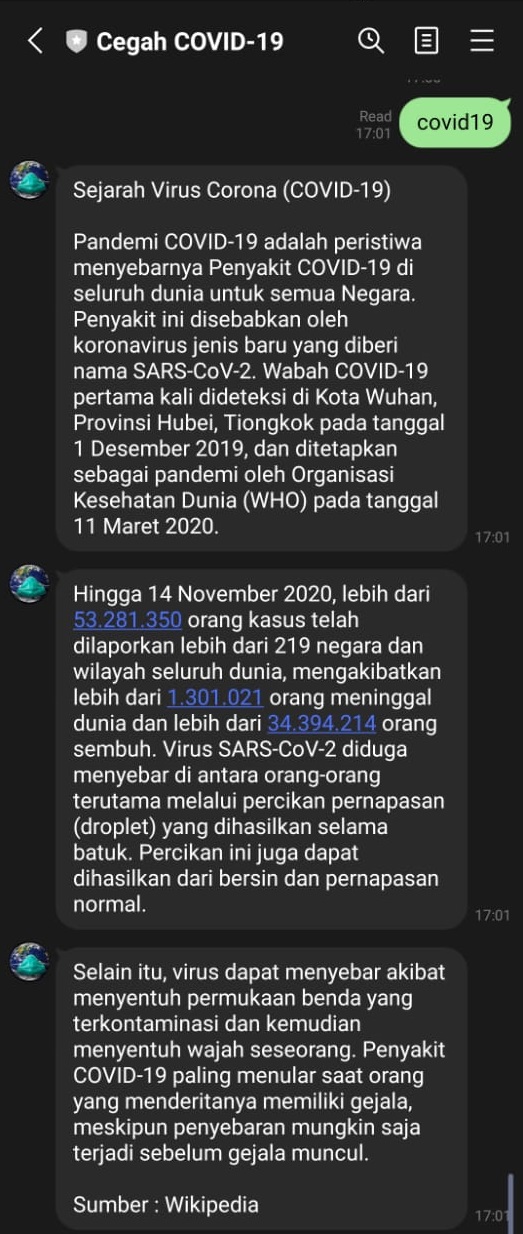 Cegah COVID-19
Read
17:01
covid19
Sejarah Virus Corona (COVID-19)
Pandemi COVID-19 adalah peristiwa
menyebarnya Penyakit COVID-19 di
seluruh dunia untuk semua Negara.
Penyakit ini disebabkan oleh
koronavirus jenis baru yang diberi
nama SARS-CoV-2. Wabah COVID-19
pertama kali dideteksi di Kota Wuhan,
Provinsi Hubei, Tiongkok pada tanggal
1 Desember 2019, dan ditetapkan
sebagai pandemi oleh Organisasi
Kesehatan Dunia (WHO) pada tanggal
11 Maret 2020.
17:01
Hingga 14 November 2020, lebih dari
53.281.350 orang kasus telah
dilaporkan lebih dari 219 negara dan
wilayah seluruh dunia, mengakibatkan
lebih dari 1.301.021 orang meninggal
dunia dan lebih dari 34.394.214 orang
sembuh. Virus SARS-CoV-2 diduga
menyebar di antara orang-orang
terutama melalui percikan pernapasan
(droplet) yang dihasilkan selama
batuk. Percikan ini juga dapat
dihasilkan dari bersin dan pernapasan
normal.
17:01
Selain itu, virus dapat menyebar akibat
menyentuh permukaan benda yang
terkontaminasi dan kemudian
menyentuh wajah seseorang. Penyakit
COVID-19 paling menular saat orang
yang menderitanya memiliki gejala,
meskipun penyebaran mungkin saja
terjadi sebelum gejala muncul.
Sumber : Wikipedia
17:01